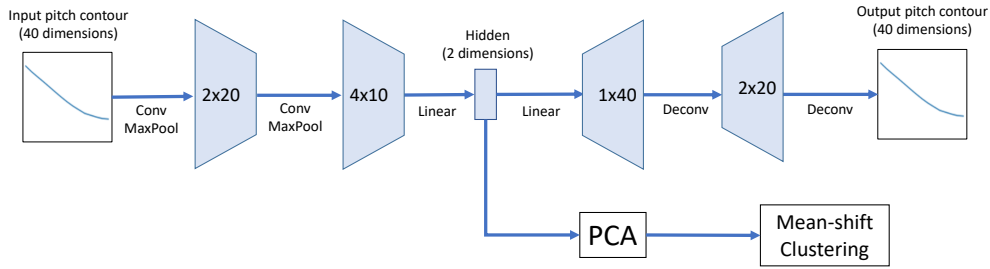 Input pitch contour
(40 dimensions)
Conv
MaxPool
2x20
Conv
MaxPool
4x10
Linear
Hidden
(2 dimensions)
Linear
1x40
Deconv
2x20
Deconv
Output pitch contour
(40 dimensions)
PCA
Mean-shift
Clustering